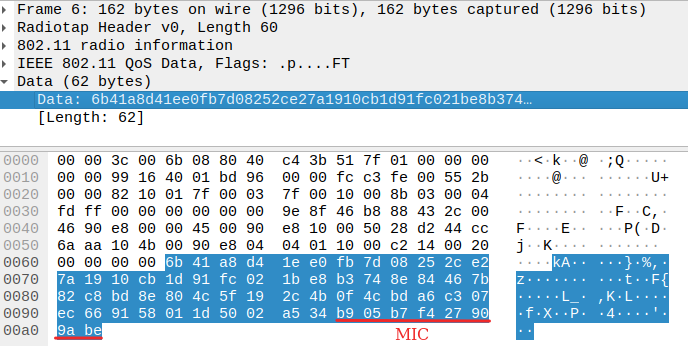 Frame 6: 162 bytes on wire (1296 bits), 162 bytes captured (1296 bits)
Radiotap Header v0, Length 60
802.11 radio information
IEEE 802.11 QoS Data, Flags: .p....FT
Data (62 bytes)
Data: 6b41a8d41ee0fb7d08252ce27a1910cb1d91fc021be8b374…
[Length: 62]
0000 00 00 3c 00 6b 08 80 40 c4 3b 51 7f 01 00 00 00 ··<·k··@ ·;Q·····
0010 00 00 99 16 40 01 bd 96 00 00 fc c3 fe 00 55 2b ····@··· ······U+
0020 00 00 82 10 01 7f 00 03 7f 00 10 00 8b 03 00 04 ········ ········
0030 fd ff 00 00 00 00 00 00 9e 8f 46 b8 88 43 2c 00 ········ ··F··C,·
0040 46 90 e8 00 00 45 00 90 e8 10 00 50 28 d2 44 cc F····E·· ···P(·D·
0050 6a aa 10 4b 00 90 e8 04 04 01 10 00 c2 14 00 20 j··K···· ·······
0060 00 00 00 00 6b 41 a8 d4 1e e0 fb 7d 08 25 2c e2 ····kA·· ···}·%,·
0070 7a 19 10 cb 1d 91 fc 02 1b e8 b3 74 8e 84 46 7b z······· ···t··F{
0080 82 c8 bd 8e 80 4c 5f 19 2c 4b 0f 4c bd a6 c3 07 ·····L_· ,K·L····
0090 ec 66 91 58 01 1d 50 02 a5 34 b9 05 b7 f4 27 90 ·f·X··P· ·4····'·
00a0 9a be ··
MIC